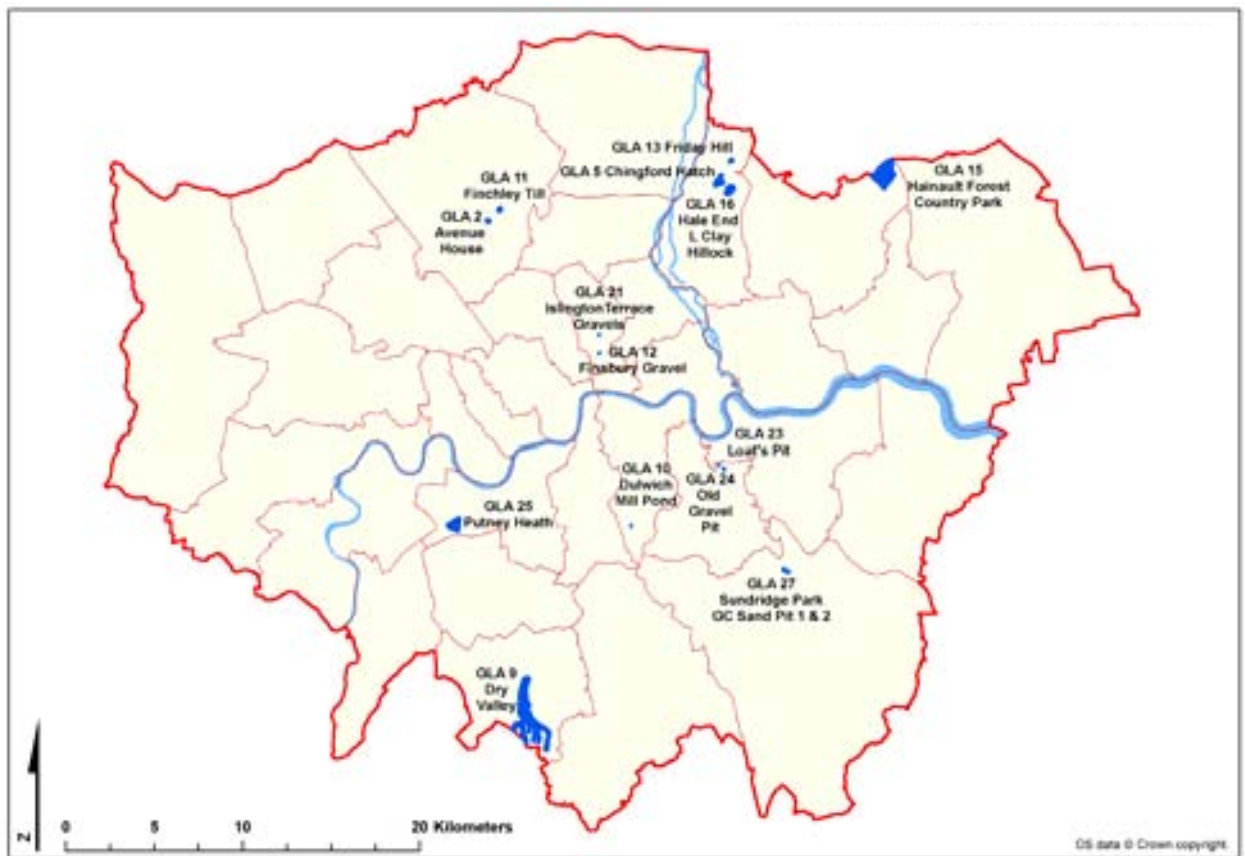 GLA 13 Friday Hill
GLA 5 Chingford Hatch
GLA 11
Finchley Till
GLA 2
Avenue
House
GLA 16
Hale End
L Clay
Hillock
GLA 15
Hainault Forest
Country Park
GLA 21
IslingtonTerrace
Gravels
GLA 12
Finsbury Gravel
GLA 23
Loat's Pit
GLA 10
Dulwich
Mill Pond
GLA 24
Old
Gravel
Pit
GLA 25
Putney Heath
GLA 27
Sundridge Park
GC Sand Pit 1 & 2
GLA 9
Dry
Valley
N
0 5 10 20 Kilometers
OS data © Crown copyright.